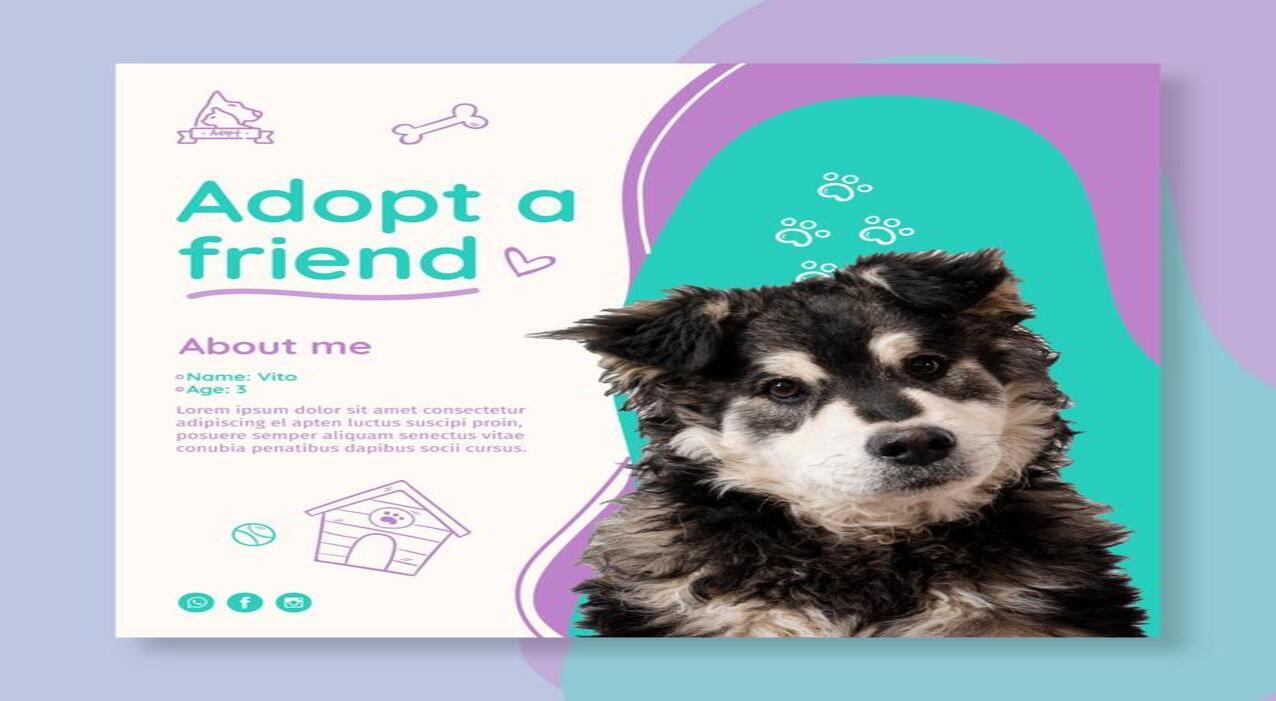 Adopt
Adopt a
friend
About me
Name: Vito
Age: 3
Lorem ipsum dolor sit amet consectetur
adipiscing el apten luctus suscipi proin,
posuere semper aliquam senectus vitae
conubia penatibus dapibus socii cursus.